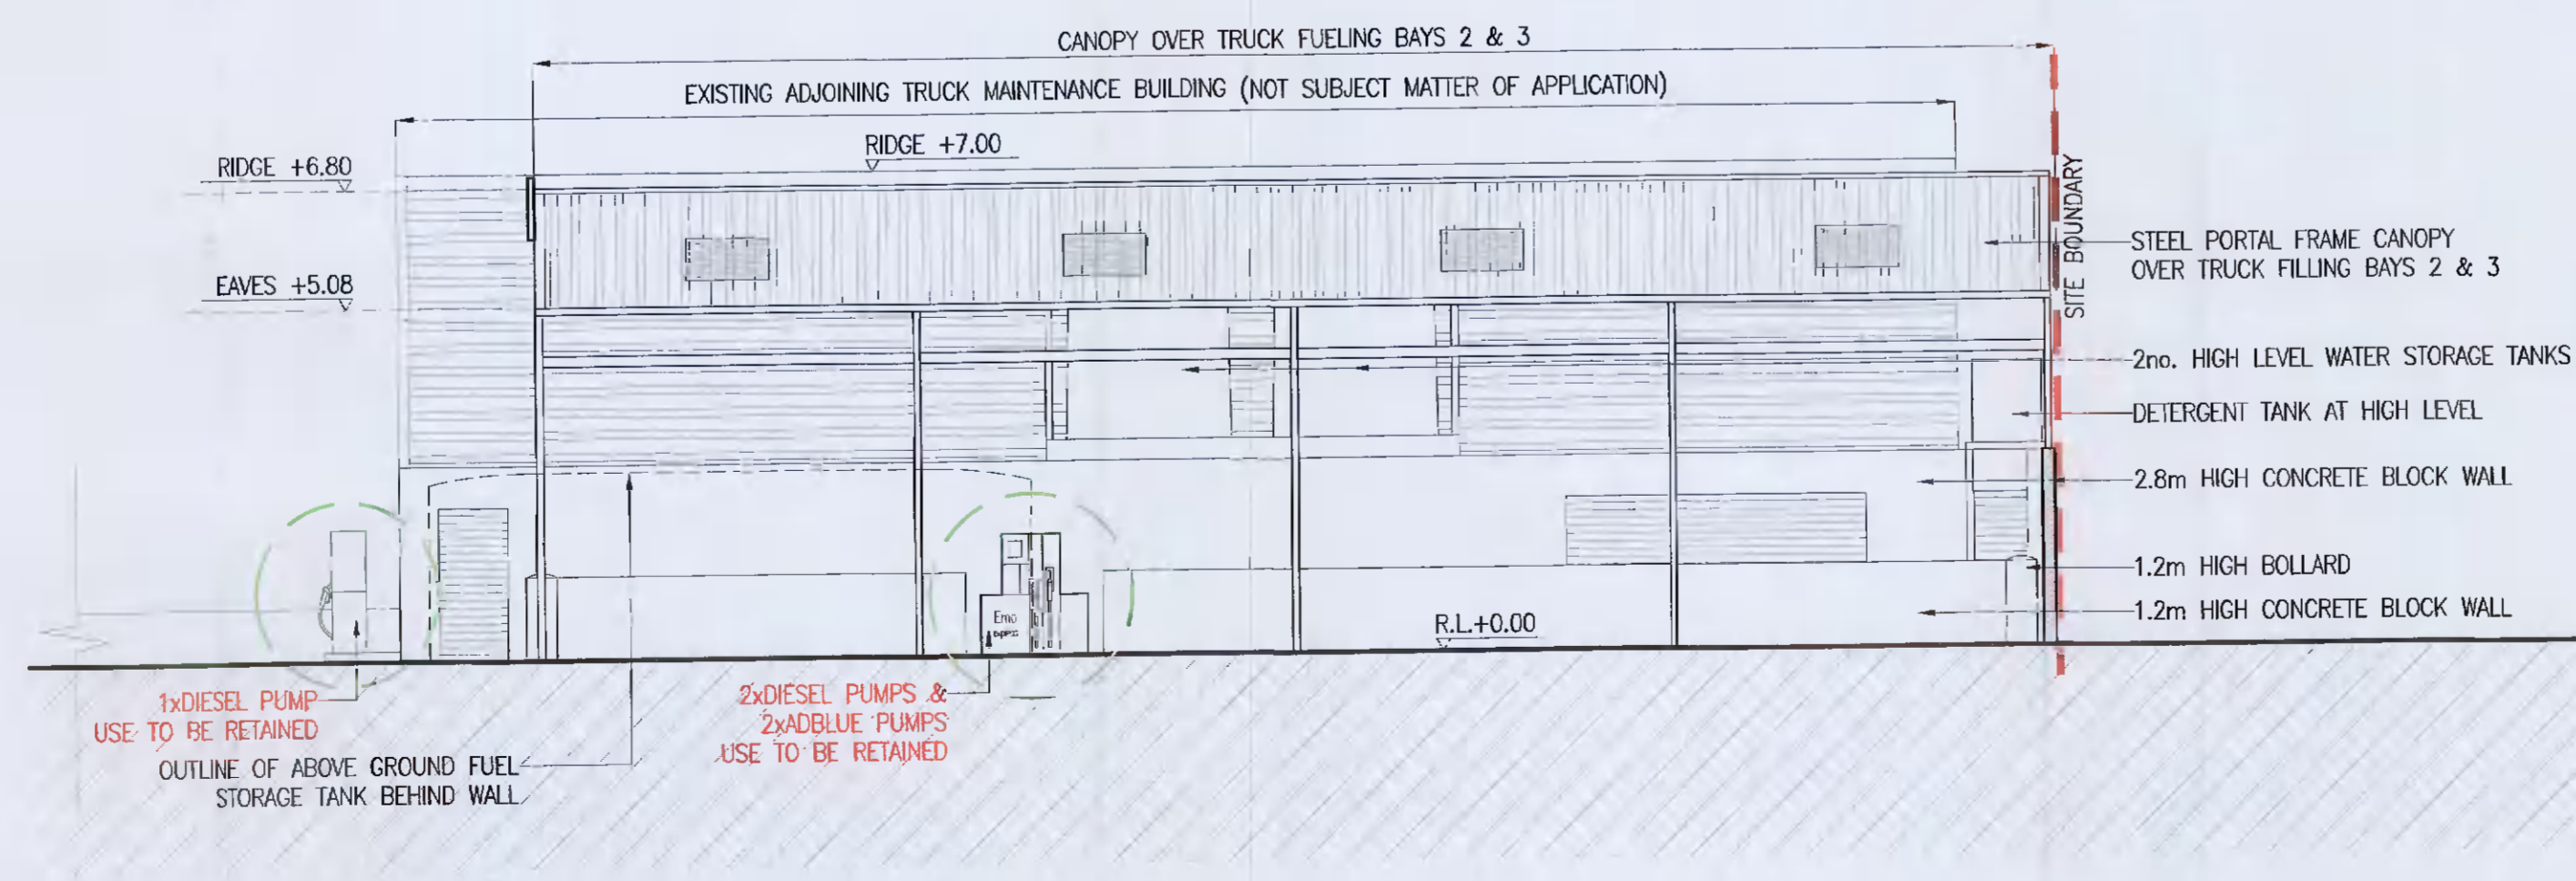 CANOPY OVER TRUCK FUELING BAYS 2 & 3
EXISTING ADJOINING TRUCK MAINTENANCE BUILDING (NOT SUBJECT MATTER OF APPLICATION)
RIDGE +7.00
RIDGE +6.80
EAVES +5.08
SITE BOUNDARY
STEEL PORTAL FRAME CANOPY
OVER TRUCK FILLING BAYS 2 & 3
2no. HIGH LEVEL WATER STORAGE TANKS
DETERGENT TANK AT HIGH LEVEL
2.8m HIGH CONCRETE BLOCK WALL
1.2m HIGH BOLLARD
1.2m HIGH CONCRETE BLOCK WALL
R.L.+0.00
Emo
express
1xDIESEL PUMP
USE TO BE RETAINED
2xDIESEL PUMPS &
2xADBLUE PUMPS
USE TO BE RETAINED
OUTLINE OF ABOVE GROUND FUEL
STORAGE TANK BEHIND WALL